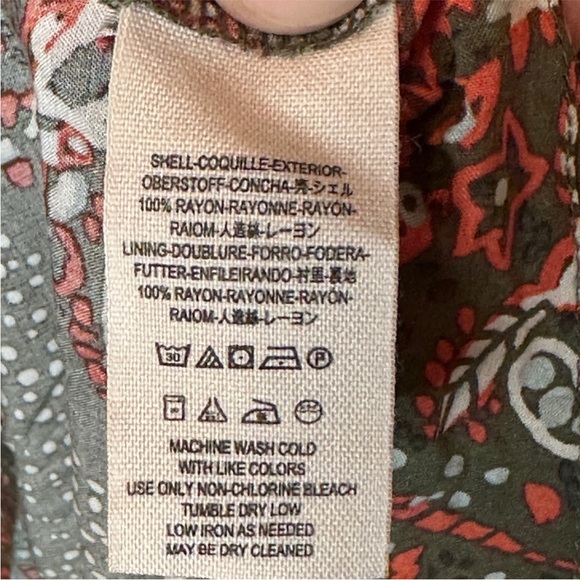 SHELL-COQUILLE-EXTERIOR-
OBERSTOFF-CONCHA-壳-シェル
100% RAYON-RAYONNE-RAYON-
RAIOM-人造絲-レーヨン
LINING-DOUBLURE-FORRO-FODERA-
FUTTER-ENFILEIRANDO-衬里-裏地
100% RAYON-RAYONNE-RAYON-
RAIOM-人造絲-レーヨン
30 P
MACHINE WASH COLD
WITH LIKE COLORS
USE ONLY NON-CHLORINE BLEACH
TUMBLE DRY LOW
LOW IRON AS NEEDED
MAY BE DRY CLEANED